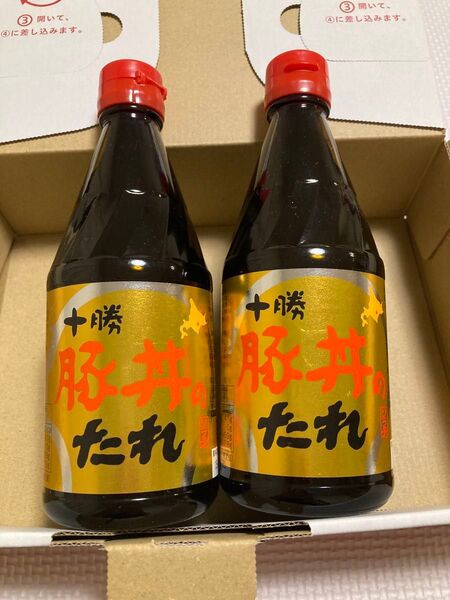 ③ 開いて、
④に差し込みます。
③ 開いて、
④に差し込みます。
十勝
豚丼の
たれ
十勝
豚丼の
たれ